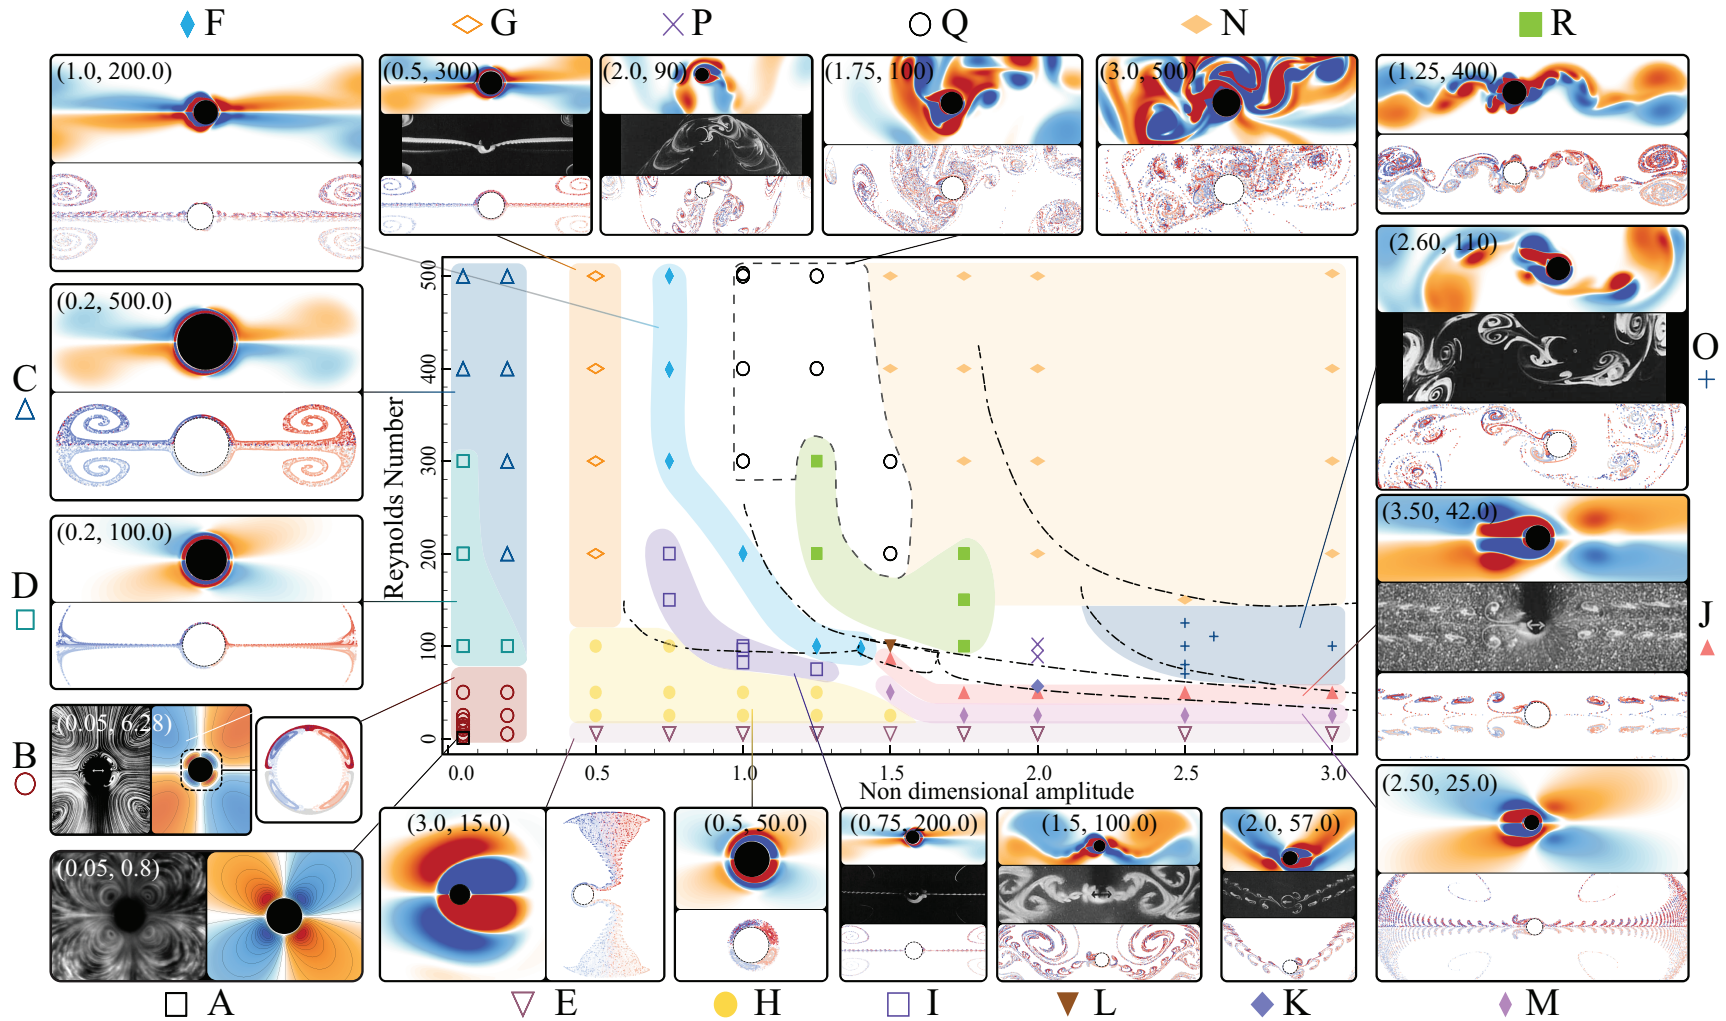 F
G
P
Q
N
R
(1.0, 200.0)
(0.5, 300)
(2.0, 90)
(1.75, 100)
(3.0, 500)
(1.25, 400)
(2.60, 110)
O
C
(0.2, 500.0)
(3.50, 42.0)
J
D
(0.2, 100.0)
B
(0.05, 6.28)
(2.50, 25.0)
Reynolds Number
500
400
300
200
100
0
0.0
0.5
1.0
1.5
2.0
2.5
3.0
Non dimensional amplitude
(0.05, 0.8)
(3.0, 15.0)
(0.5, 50.0)
(0.75, 200.0)
(1.5, 100.0)
(2.0, 57.0)
A
E
H
I
L
K
M